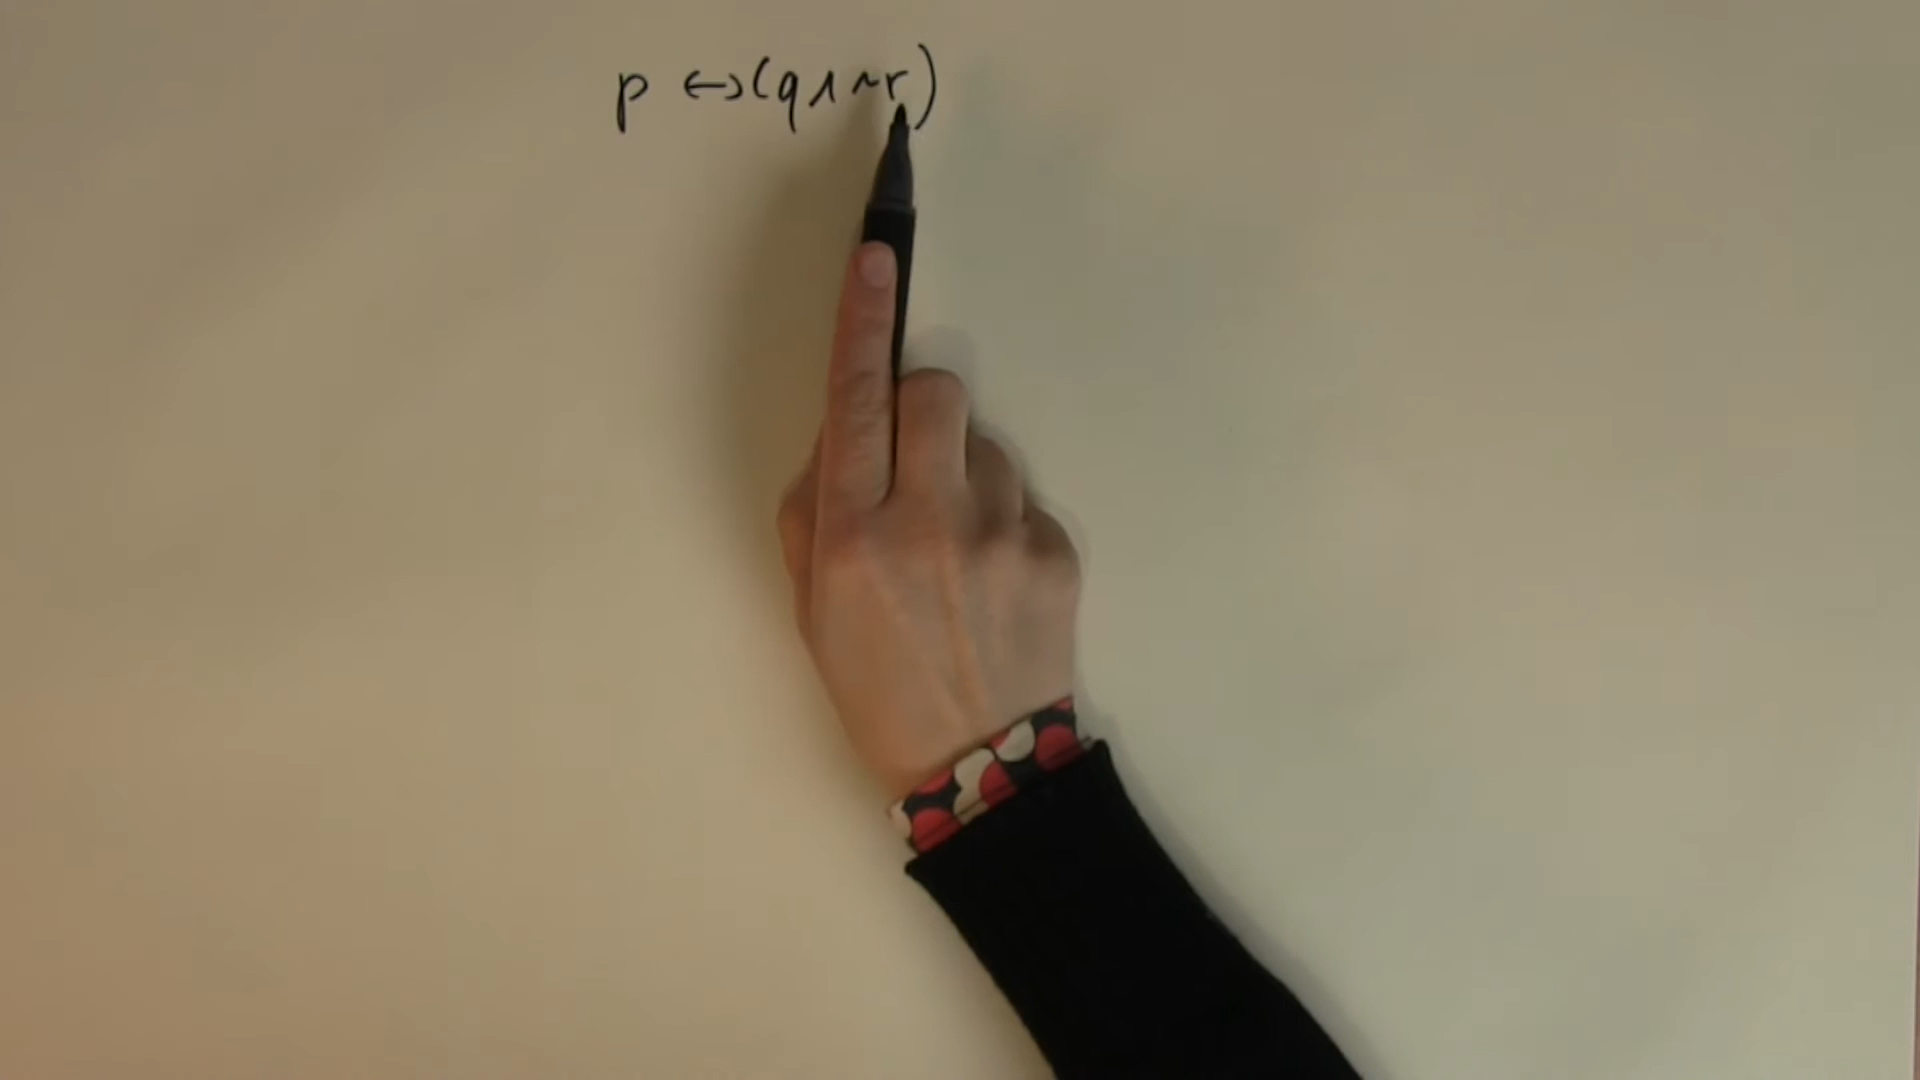 p ↔ (q ∧ ~r)